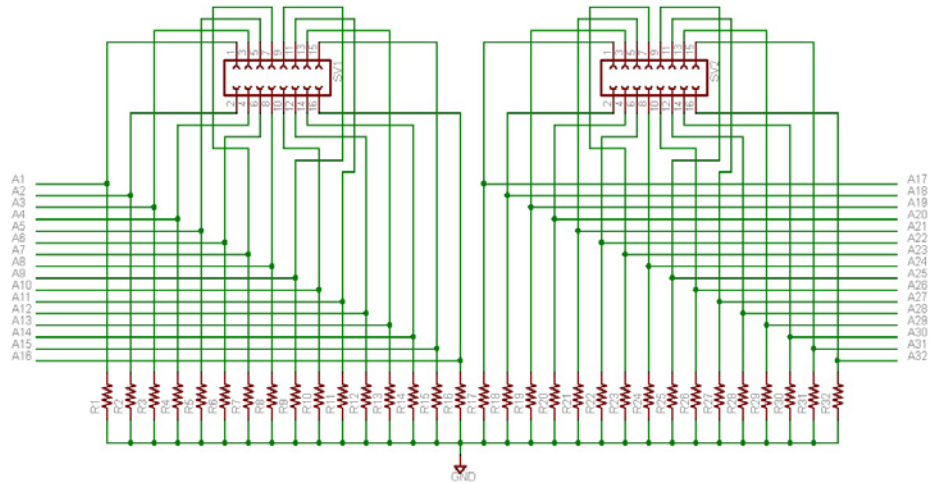 1 3 5 7 9 11 13 15
SV1
2 4 6 8 10 12 14 16
1 3 5 7 9 11 13 15
SV2
2 4 6 8 10 12 14 16
A1 A17
A2 A18
A3 A19
A4 A20
A5 A21
A6 A22
A7 A23
A8 A24
A9 A25
A10 A26
A11 A27
A12 A28
A13 A29
A14 A30
A15 A31
A16 A32
R1 R2 R3 R4 R5 R6 R7 R8 R9 R10 R11 R12 R13 R14 R15 R16 R17 R18 R19 R20 R21 R22 R23 R24 R25 R26 R27 R28 R29 R30 R31 R32
GND